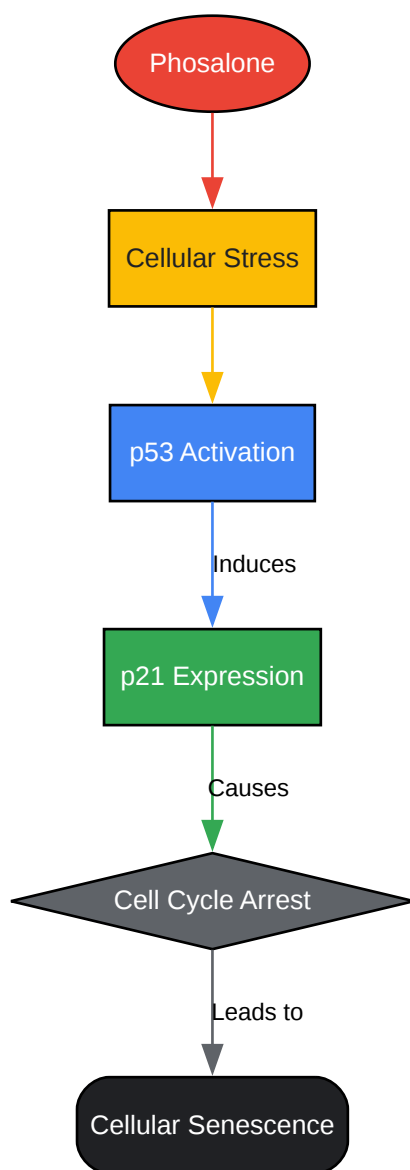 Phosalone
Cellular Stress
p53 Activation
Induces
p21 Expression
Causes
Cell Cycle Arrest
Leads to
Cellular Senescence